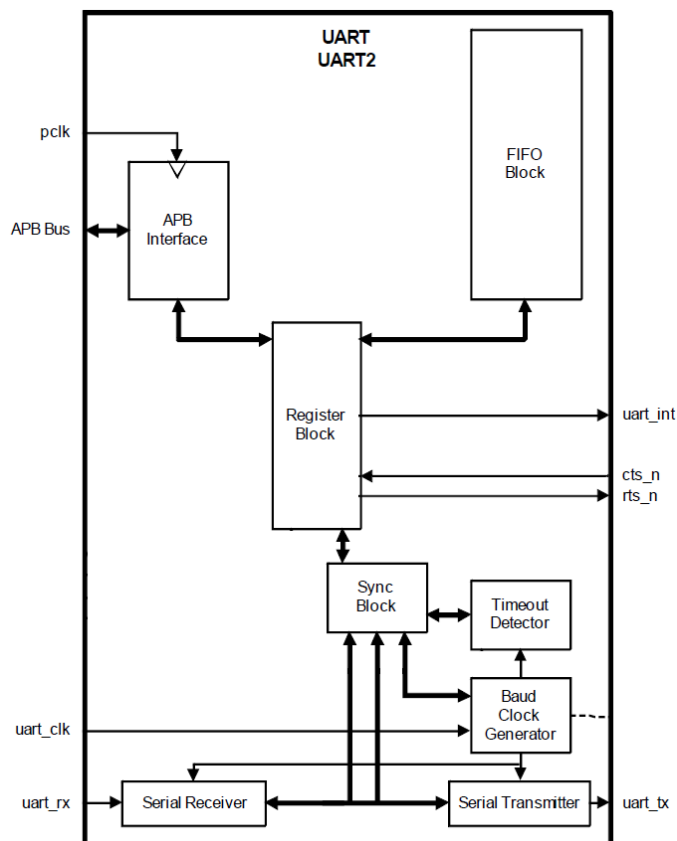 UART
UART2
pclk
FIFO
Block
APB Bus
APB
Interface
Register
Block
uart_int
cts_n
rts_n
Sync
Block
Timeout
Detector
Baud
Clock
Generator
uart_clk
uart_rx
Serial Receiver
Serial Transmitter
uart_tx